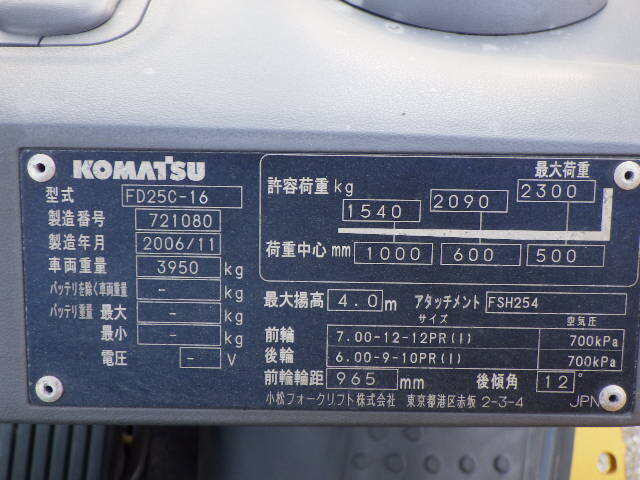 KOMATSU
型式 FD25C-16
製造番号 721080
製造年月 2006/11
車両重量 3950 kg
バッテリを除く車両重量 - kg
バッテリ重量 最大 - kg
最小 - kg
電圧 - V
最大荷重
許容荷重 kg 1540 2090 2300
荷重中心 mm 1000 600 500
最大揚高 4.0 m アタッチメント FSH254
サイズ 空気圧
前輪 7.00-12-12PR(I) 700kPa
後輪 6.00-9-10PR(I) 700kPa
前輪輪距 965 mm 後傾角 12°
小松フォークリフト株式会社 東京都港区赤坂 2-3-4 JPN